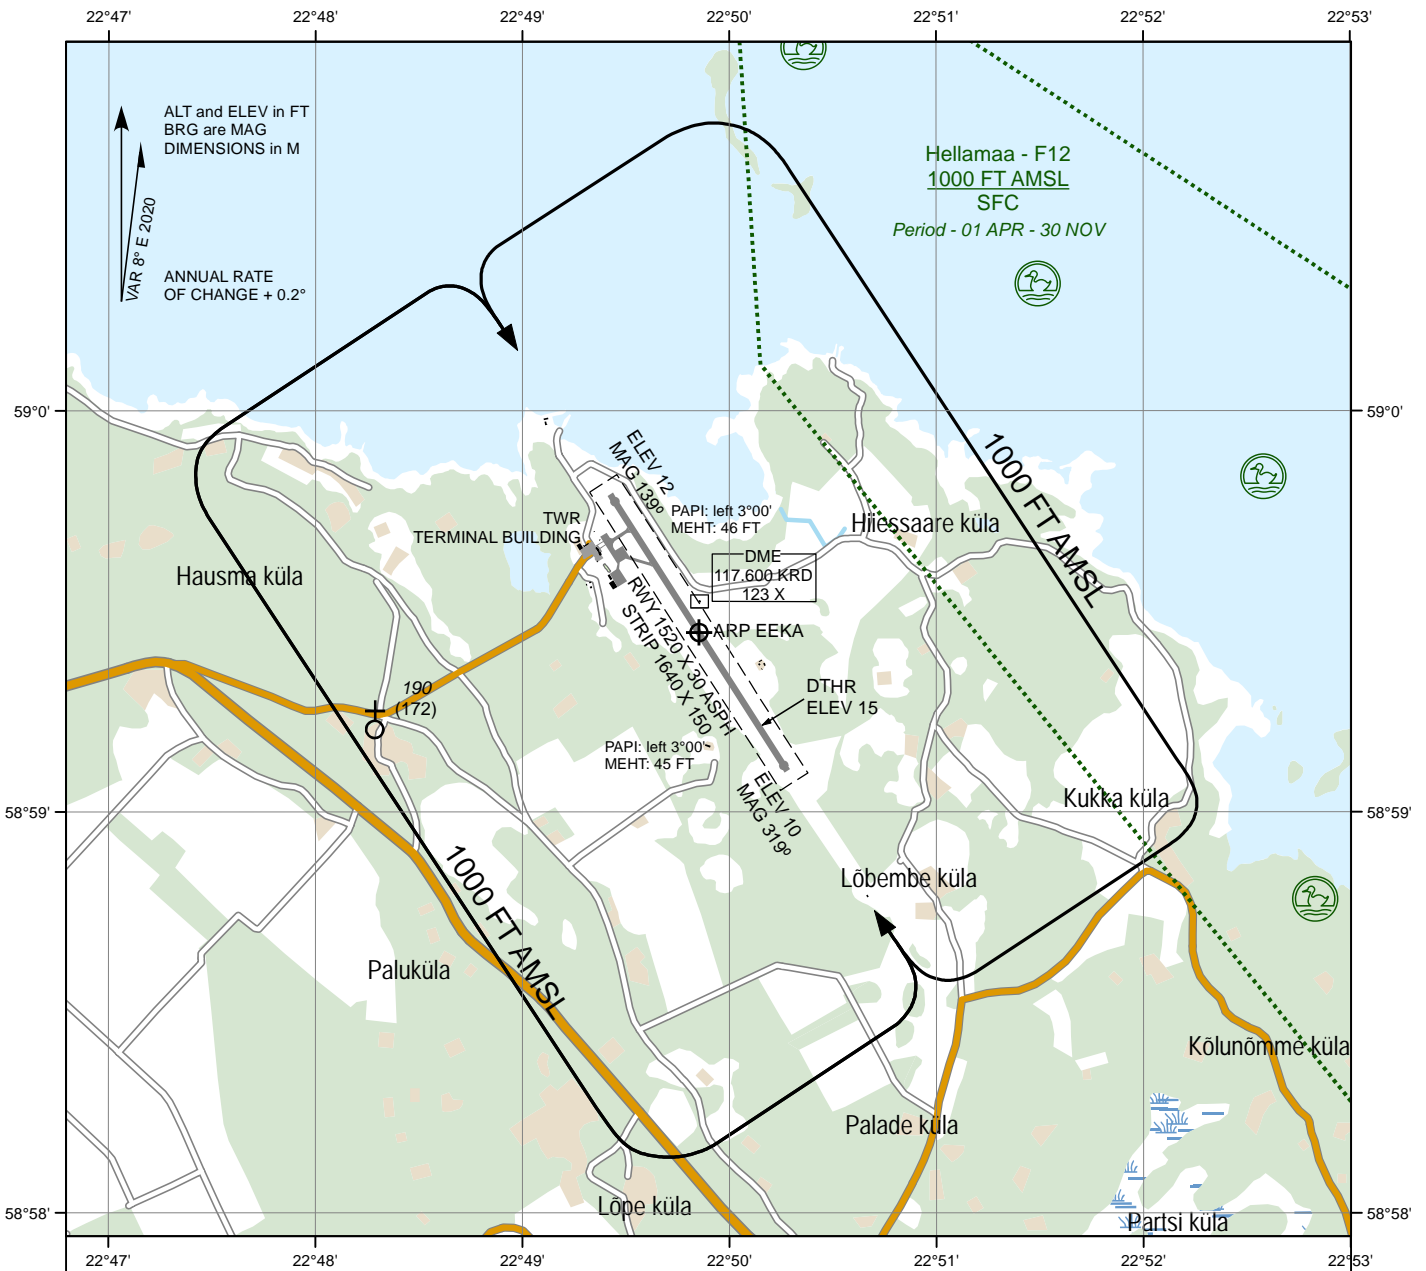 22°47'
22°48'
22°49'
22°50'
22°51'
22°52'
22°53'
ALT and ELEV in FT
BRG are MAG
DIMENSIONS in M
VAR 8° E 2020
ANNUAL RATE
OF CHANGE + 0.2°
Hellamaa - F12
1000 FT AMSL
SFC
Period - 01 APR - 30 NOV
59°0'
59°0'
ELEV 12
MAG 139º
1000 FT AMSL
PAPI: left 3°00'
MEHT: 46 FT
TWR
TERMINAL BUILDING
Hiiessaare küla
DME
117.600 KRD
123 X
Hausma küla
RWY 1520 X 30 ASPH
STRIP 1640 X 150
ARP EEKA
190
(172)
DTHR
ELEV 15
PAPI: left 3°00'
MEHT: 45 FT
ELEV 10
MAG 319º
Kukka küla
58°59'
58°59'
1000 FT AMSL
Lõbembe küla
Paluküla
Kõlunõmme küla
Palade küla
Lõpe küla
Partsi küla
58°58'
58°58'
22°47'
22°48'
22°49'
22°50'
22°51'
22°52'
22°53'